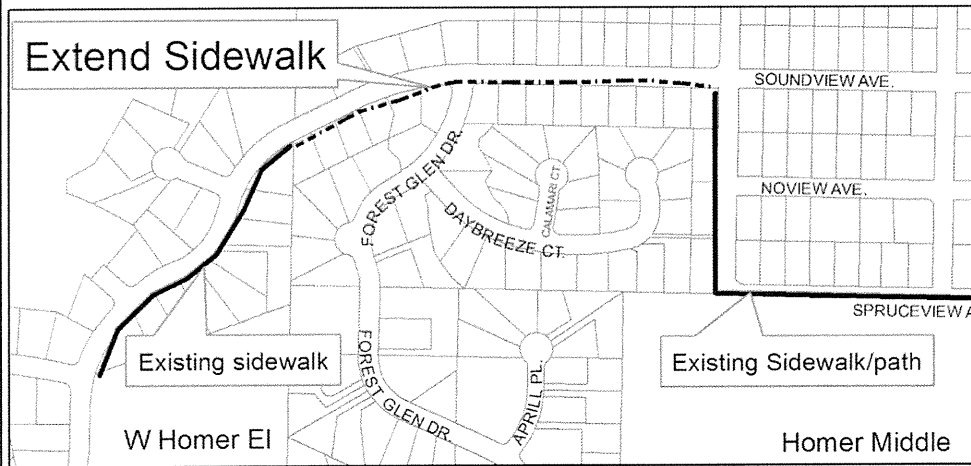 Extend Sidewalk
SOUNDVIEW AVE.
NOVIEW AVE.
FOREST GLEN DR.
CALAMARI CT
DAYBREEZE CT.
SPRUCEVIEW A
Existing sidewalk
Existing Sidewalk/path
FOREST GLEN DR.
APRILL PL.
W Homer El
Homer Middle